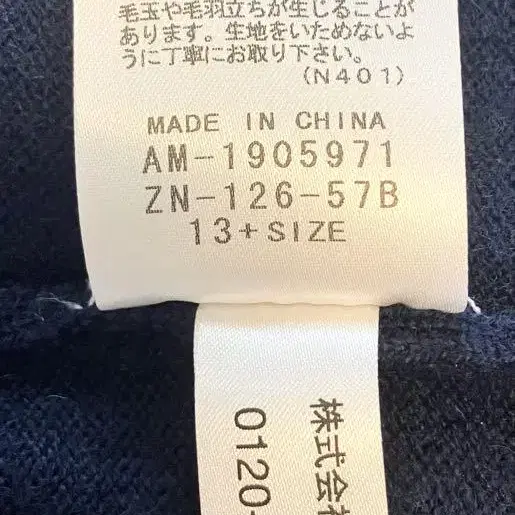 毛玉や毛羽立ちが生じることが
あります。生地をいためないよ
うに丁寧にお取り下さい。
(N401)
MADE IN CHINA
AM-1905971
ZN-126-57B
13+SIZE
株式会
0120-